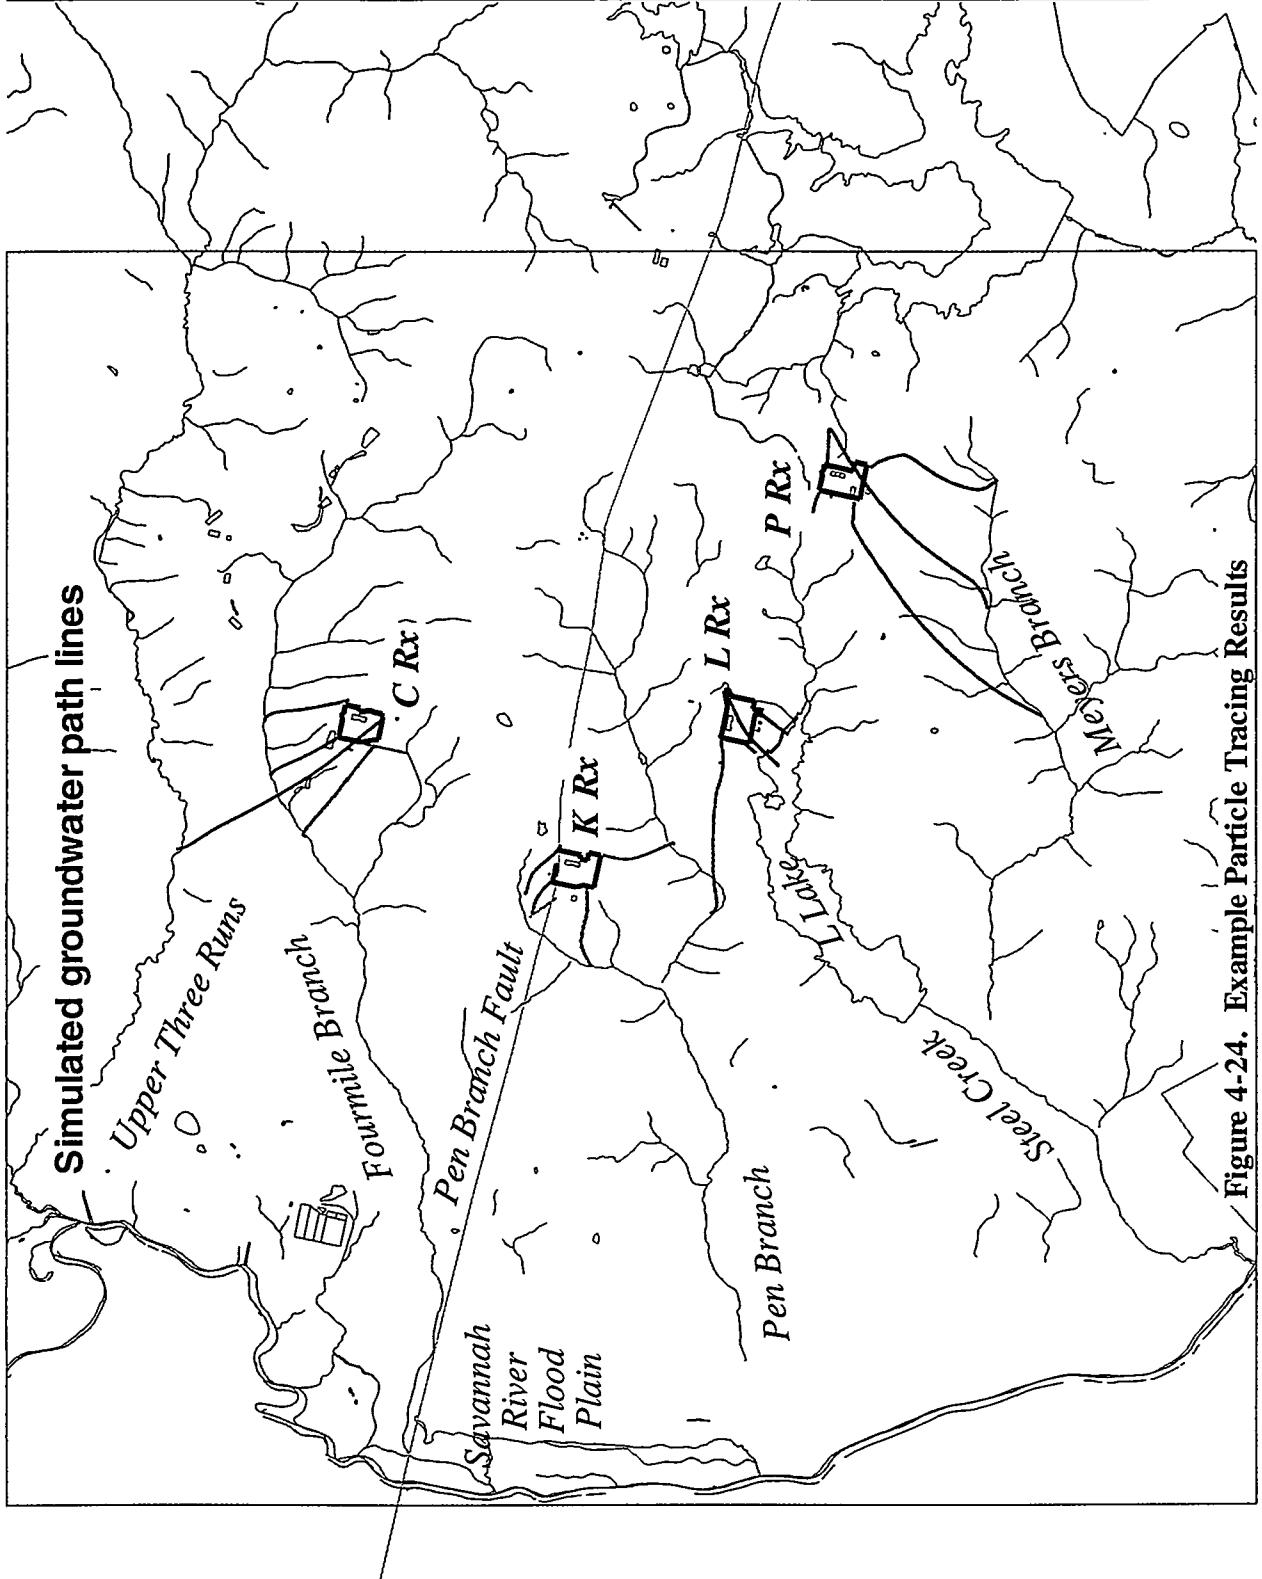 Simulated groundwater path lines
Upper Three Runs
Fourmile Branch
C Rx
Pen Branch Fault
K Rx
Savannah
River
Flood
Plain
L Rx
P Rx
Pen Branch
L Lake
Steel Creek
Meyers Branch
Figure 4-24. Example Particle Tracing Results